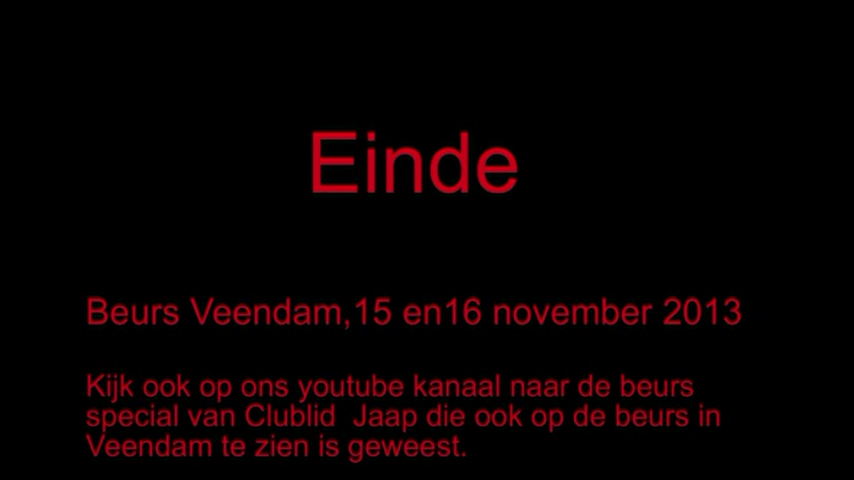 Einde
Beurs Veendam,15 en16 november 2013
Kijk ook op ons youtube kanaal naar de beurs
special van Clublid  Jaap die ook op de beurs in
Veendam te zien is geweest.